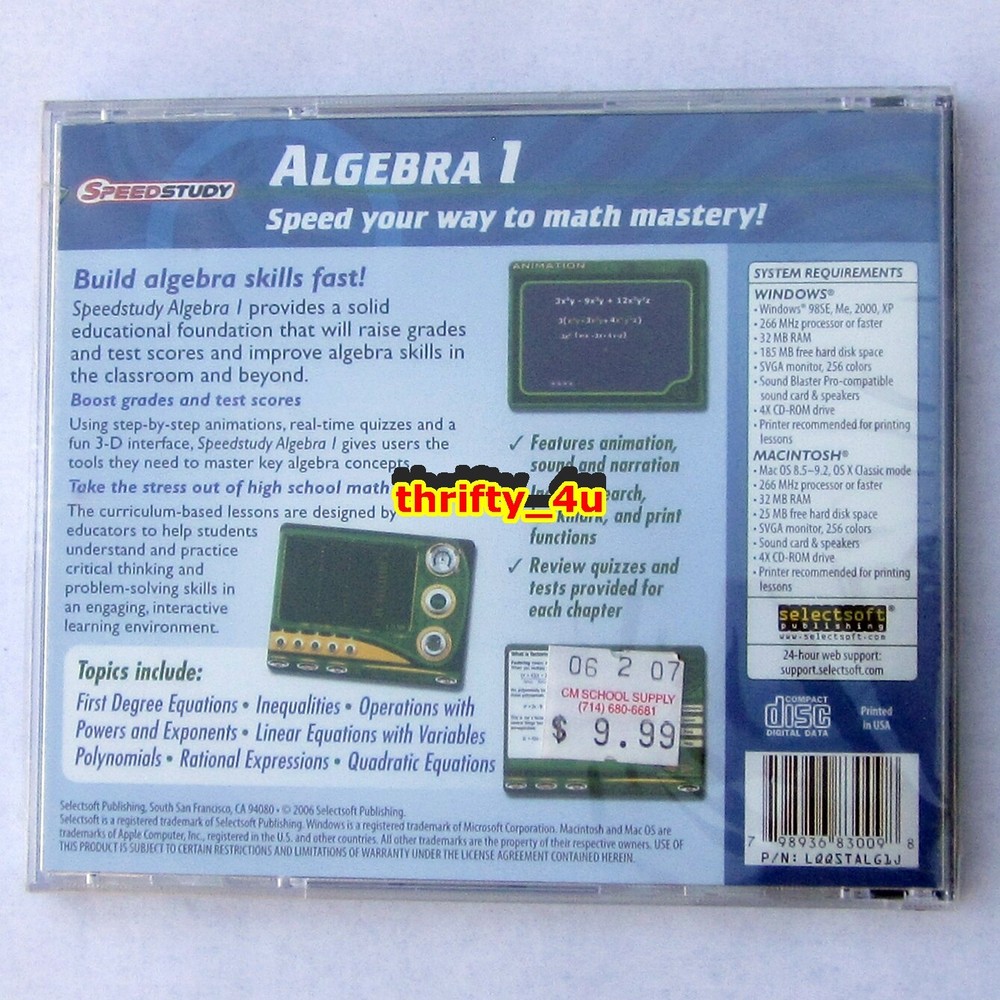 SPEEDSTUDY
ALGEBRA 1
Speed your way to math mastery!
Build algebra skills fast!
Speedstudy Algebra 1 provides a solid
educational foundation that will raise grades
and test scores and improve algebra skills in
the classroom and beyond.
Boost grades and test scores
Using step-by-step animations, real-time quizzes and a
fun 3-D interface, Speedstudy Algebra 1 gives users the
tools they need to master key algebra concepts
Take the stress out of high school math
The curriculum-based lessons are designed by
educators to help students
understand and practice
critical thinking and
problem-solving skills in
an engaging, interactive
learning environment.
Topics include:
First Degree Equations • Inequalities • Operations with
Powers and Exponents • Linear Equations with Variables
Polynomials • Rational Expressions • Quadratic Equations
ANIMATION
✓ Features animation,
sound and narration
search,
and print
functions
✓ Review quizzes and
tests provided for
each chapter
thrifty_4u
06 2 07
CM SCHOOL SUPPLY
(714) 680-6681
$ 9.99
SYSTEM REQUIREMENTS
WINDOWS®
• Windows® 98SE, Me, 2000, XP
• 266 MHz processor or faster
• 32 MB RAM
• 185 MB free hard disk space
• SVGA monitor, 256 colors
• Sound Blaster Pro-compatible
sound card & speakers
• 4X CD-ROM drive
• Printer recommended for printing
lessons
MACINTOSH®
• Mac OS 8.5–9.2, OS X Classic mode
• 266 MHz processor or faster
• 32 MB RAM
• 25 MB free hard disk space
• SVGA monitor, 256 colors
• Sound card & speakers
• 4X CD-ROM drive
• Printer recommended for printing
lessons
selectsoft®
publishing
www.selectsoft.com
24-hour web support:
support.selectsoft.com
COMPACT
disc
DIGITAL DATA
Printed
in USA
7 98936 83009 8
P/N: LQQSTALG1J
Selectsoft Publishing, South San Francisco, CA 94080 • © 2006 Selectsoft Publishing.
Selectsoft is a registered trademark of Selectsoft Publishing. Windows is a registered trademark of Microsoft Corporation. Macintosh and Mac OS are
trademarks of Apple Computer, Inc., registered in the U.S. and other countries. All other trademarks are the property of their respective owners. USE OF
THIS PRODUCT IS SUBJECT TO CERTAIN RESTRICTIONS AND LIMITATIONS OF WARRANTY UNDER THE LICENSE AGREEMENT CONTAINED HEREIN.